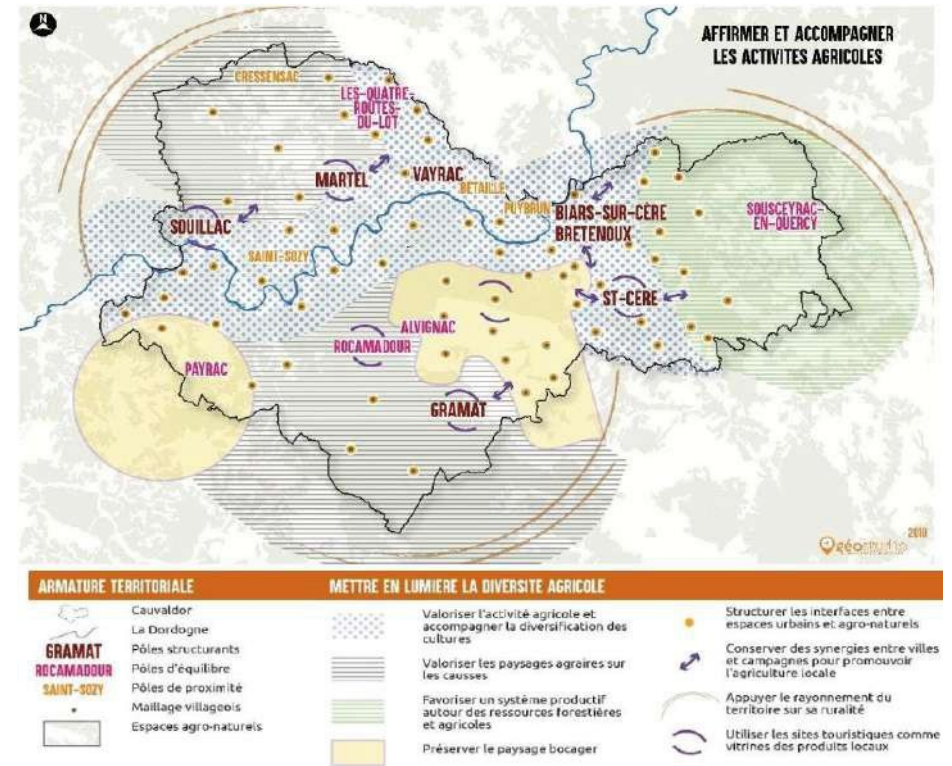 N
AFFIRMER ET ACCOMPAGNER
LES ACTIVITES AGRICOLES
CRESSENSAC
LES-QUATRE-
ROUTES-
DU-LOT
MARTEL
VAYRAC
BETAILLE
PUYBRUN
BIARS-SUR-CÈRE
BRETENOUX
SOUSCEYRAC-
EN-QUERCY
SOUILLAC
SAINT-SOZY
ST-CERE
ALVIGNAC
ROCAMADOUR
PAYRAC
GRAMAT
2018
géostudio
ARMATURE TERRITORIALE
Cauvaldor
La Dordogne
GRAMAT Pôles structurants
ROCAMADOUR Pôles d'équilibre
SAINT-SOZY Pôles de proximité
Maillage villageois
Espaces agro-naturels
METTRE EN LUMIERE LA DIVERSITE AGRICOLE
Valoriser l'activité agricole et
accompagner la diversification des
cultures
Valoriser les paysages agraires sur
les causses
Favoriser un système productif
autour des ressources forestières
et agricoles
Préserver le paysage bocager
Structurer les interfaces entre
espaces urbains et agro-naturels
Conserver des synergies entre villes
et campagnes pour promouvoir
l'agriculture locale
Appuyer le rayonnement du
territoire sur sa ruralité
Utiliser les sites touristiques comme
vitrines des produits locaux